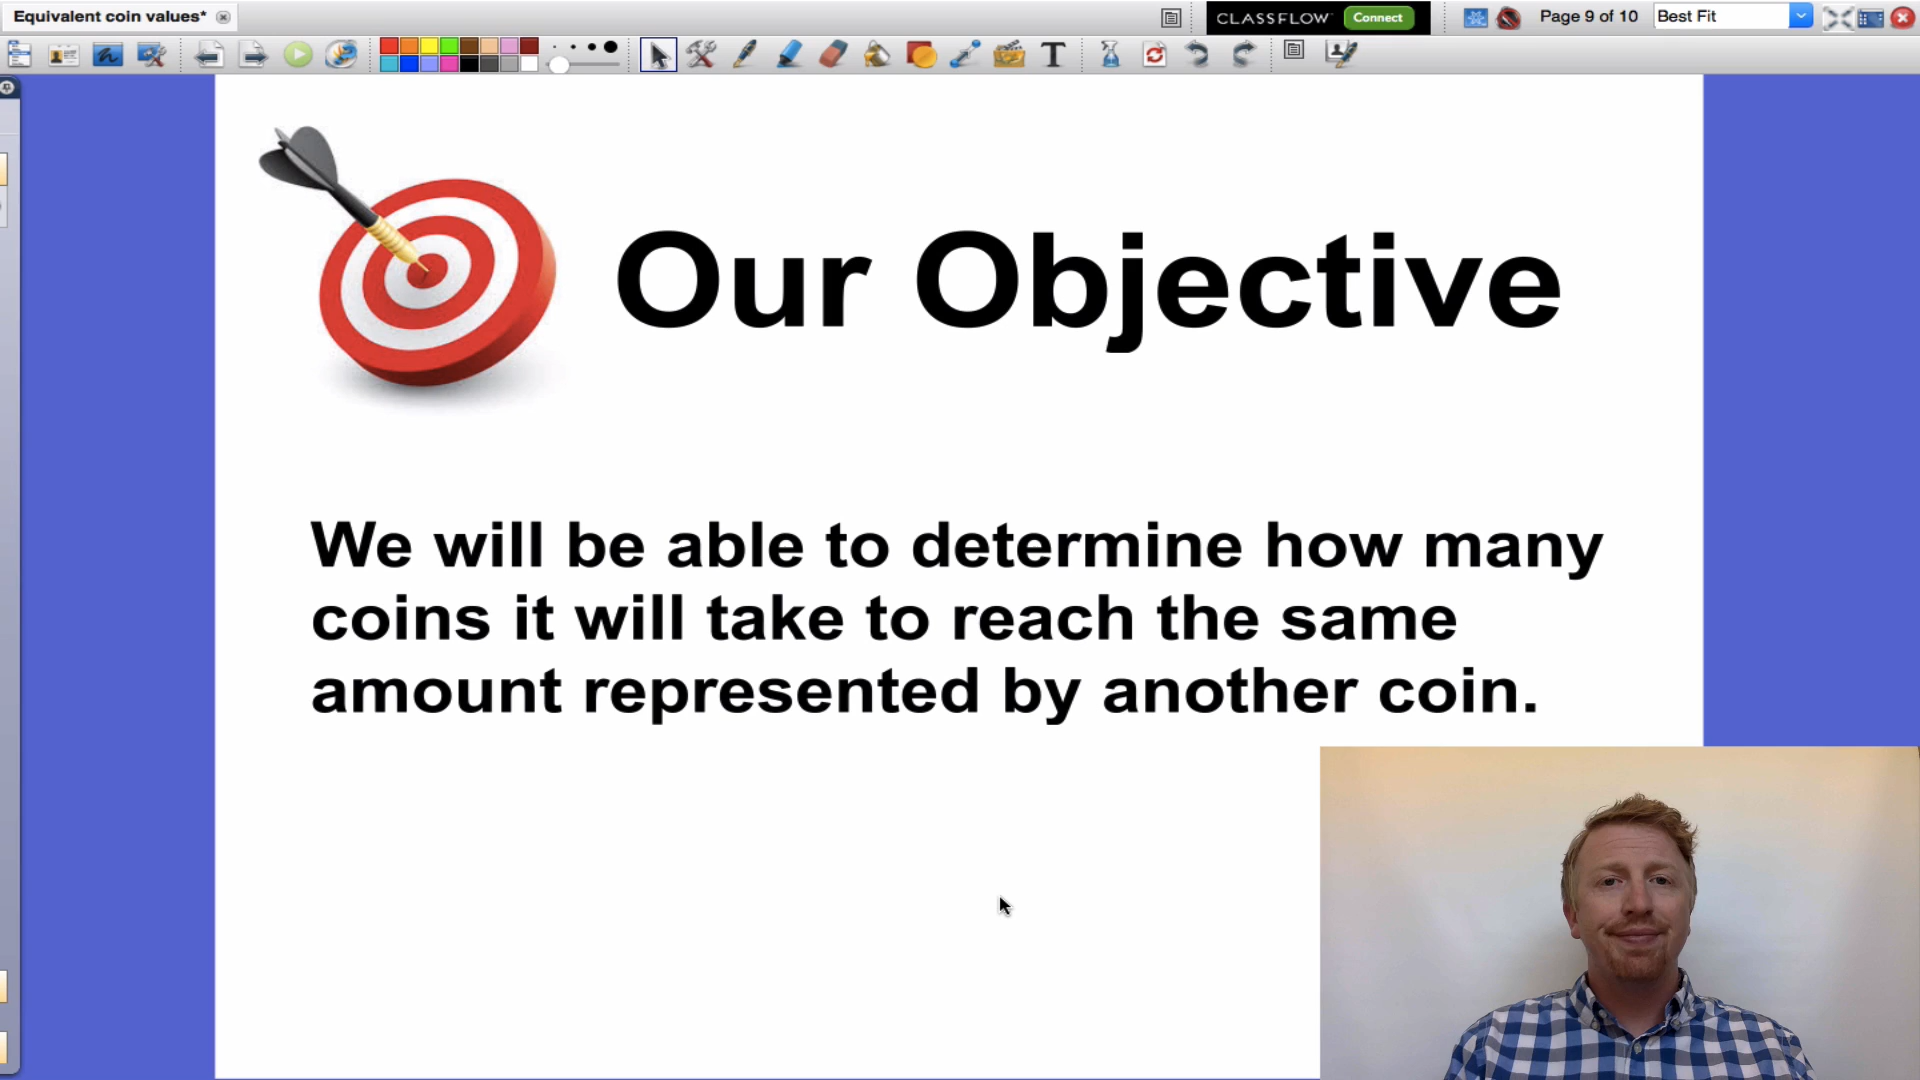 Equivalent coin values*
CLASSFLOW Connect
Page 9 of 10
Best Fit
T
Our Objective
We will be able to determine how many
coins it will take to reach the same
amount represented by another coin.